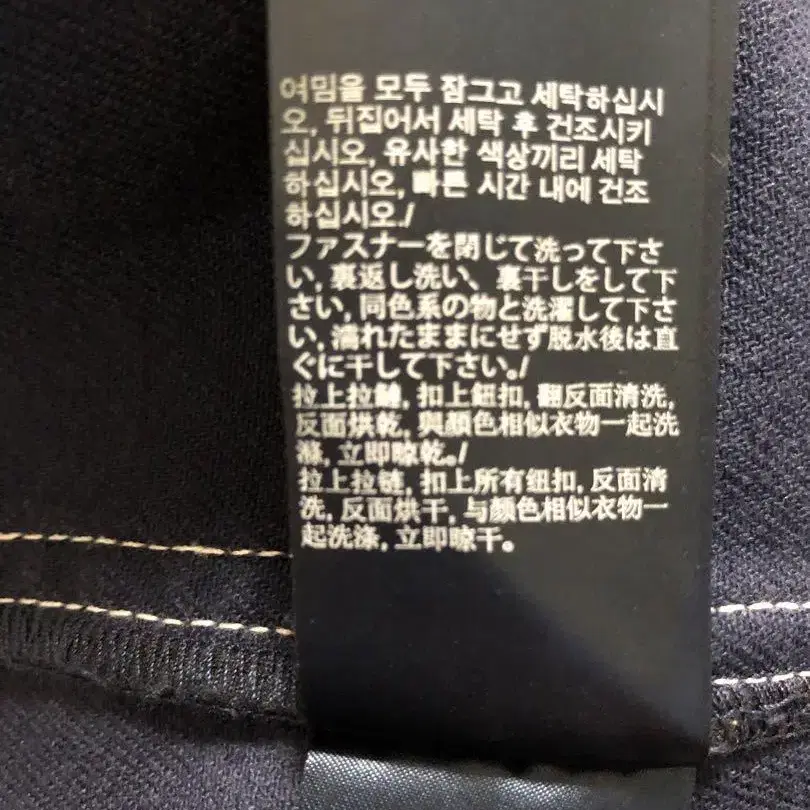 여밈을 모두 잠그고 세탁하십시
오, 뒤집어서 세탁 후 건조시키
십시오, 유사한 색상끼리 세탁
하십시오, 빠른 시간 내에 건조
하십시오./
ファスナーを閉じて洗って下さ
い, 裏返し洗い、裏干しをして下
さい, 同色系の物と洗濯して下さ
い, 濡れたままにせず脱水後は直
ぐに干して下さい。/
拉上拉鏈, 扣上鈕扣, 翻反面清洗,
反面烘乾, 與顏色相似衣物一起洗
滌, 立即晾乾。/
拉上拉链, 扣上所有纽扣, 反面清
洗, 反面烘干, 与颜色相似衣物一
起洗涤, 立即晾干。